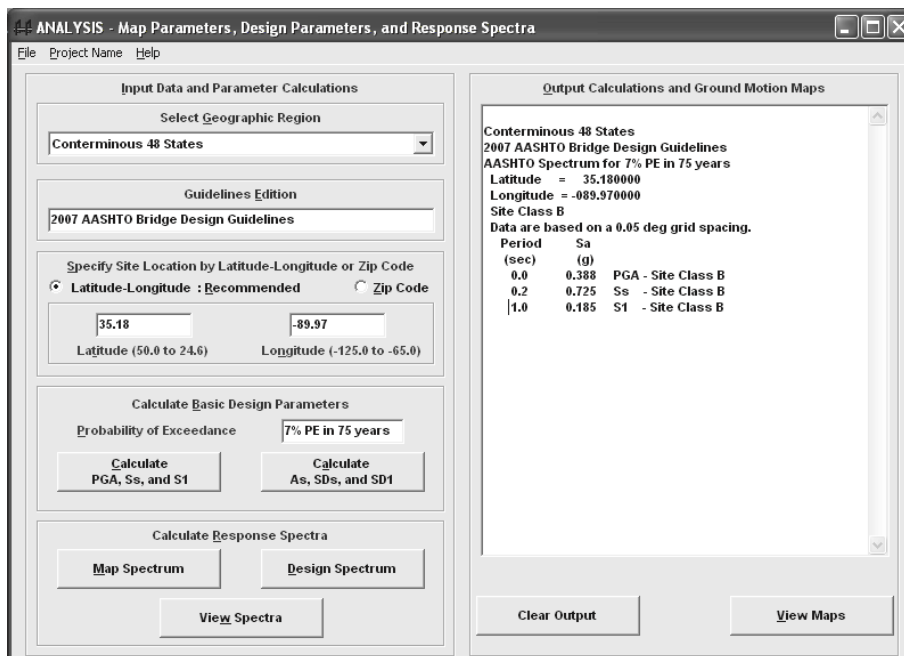 ANALYSIS - Map Parameters, Design Parameters, and Response Spectra
File Project Name Help
Input Data and Parameter Calculations
Select Geographic Region
Conterminous 48 States
Guidelines Edition
2007 AASHTO Bridge Design Guidelines
Specify Site Location by Latitude-Longitude or Zip Code
Latitude-Longitude : Recommended Zip Code
35.18 -89.97
Latitude (50.0 to 24.6) Longitude (-125.0 to -65.0)
Calculate Basic Design Parameters
Probability of Exceedance 7% PE in 75 years
Calculate
PGA, Ss, and S1
Calculate
As, SDs, and SD1
Calculate Response Spectra
Map Spectrum Design Spectrum
View Spectra
Output Calculations and Ground Motion Maps
Conterminous 48 States
2007 AASHTO Bridge Design Guidelines
AASHTO Spectrum for 7% PE in 75 years
Latitude = 35.180000
Longitude = -089.970000
Site Class B
Data are based on a 0.05 deg grid spacing.
Period Sa
(sec) (g)
0.0 0.388 PGA - Site Class B
0.2 0.725 Ss - Site Class B
1.0 0.185 S1 - Site Class B
Clear Output View Maps